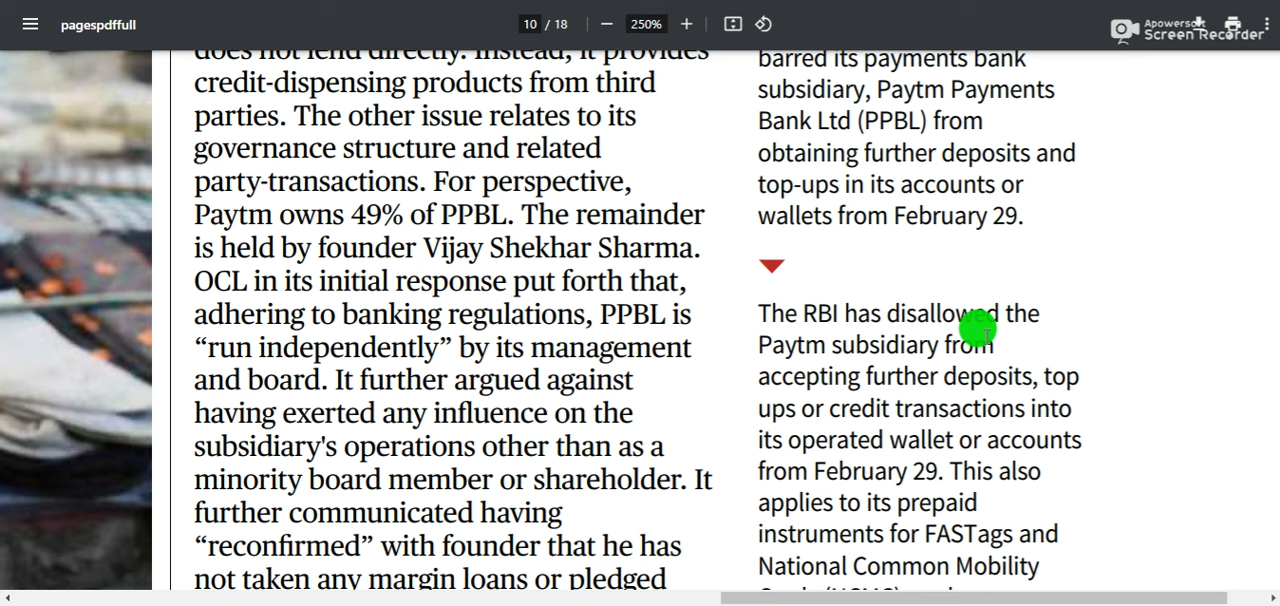 pagespdffull
10 / 18
250%
Apowersoft
Screen Recorder
does not lend directly. Instead, it provides
credit-dispensing products from third
parties. The other issue relates to its
governance structure and related
party-transactions. For perspective,
Paytm owns 49% of PPBL. The remainder
is held by founder Vijay Shekhar Sharma.
OCL in its initial response put forth that,
adhering to banking regulations, PPBL is
“run independently” by its management
and board. It further argued against
having exerted any influence on the
subsidiary's operations other than as a
minority board member or shareholder. It
further communicated having
“reconfirmed” with founder that he has
not taken any margin loans or pledged
barred its payments bank
subsidiary, Paytm Payments
Bank Ltd (PPBL) from
obtaining further deposits and
top-ups in its accounts or
wallets from February 29.
The RBI has disallowed the
Paytm subsidiary from
accepting further deposits, top
ups or credit transactions into
its operated wallet or accounts
from February 29. This also
applies to its prepaid
instruments for FASTags and
National Common Mobility